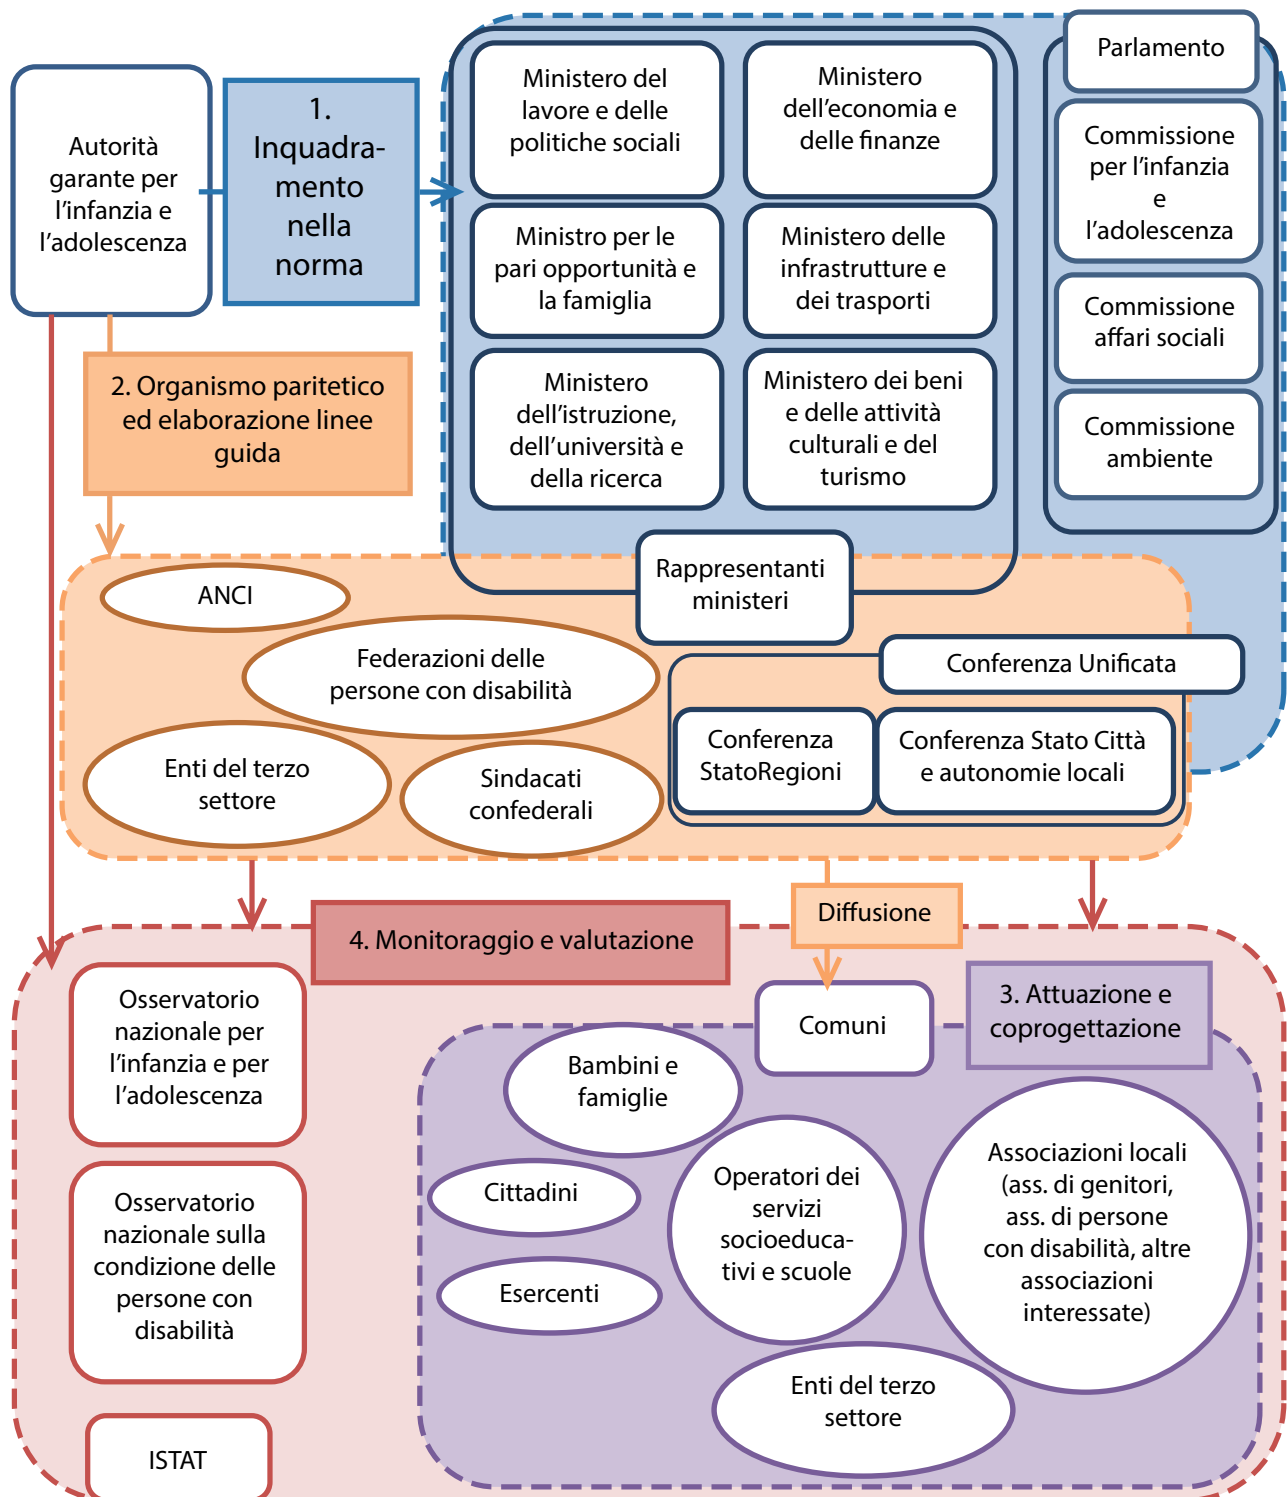 Autorità
garante per
l'infanzia e
l'adolescenza
1.
Inquadra-
mento
nella
norma
Ministero del
lavore e delle
politiche sociali
Ministero
dell'economia e
delle finanze
Ministro per le
pari opportunità e
la famiglia
Ministero delle
infrastrutture e
dei trasporti
Ministero
dell'istruzione,
dell'università e
della ricerca
Ministero dei beni
e delle attività
culturali e del
turismo
Rappresentanti
ministeri
Parlamento
Commissione
per l'infanzia
e
l'adolescenza
Commissione
affari sociali
Commissione
ambiente
2. Organismo paritetico
ed elaborazione linee
guida
ANCI
Federazioni delle
persone con disabilità
Enti del terzo
settore
Sindacati
confederali
Conferenza Unificata
Conferenza
StatoRegioni
Conferenza Stato Città
e autonomie locali
Diffusione
4. Monitoraggio e valutazione
Osservatorio
nazionale per
l'infanzia e per
l'adolescenza
Osservatorio
nazionale sulla
condizione delle
persone con
disabilità
ISTAT
3. Attuazione e
coprogettazione
Comuni
Bambini e
famiglie
Cittadini
Esercenti
Operatori dei
servizi
socioeduca-
tivi e scuole
Associazioni locali
(ass. di genitori,
ass. di persone
con disabilità, altre
associazioni
interessate)
Enti del terzo
settore